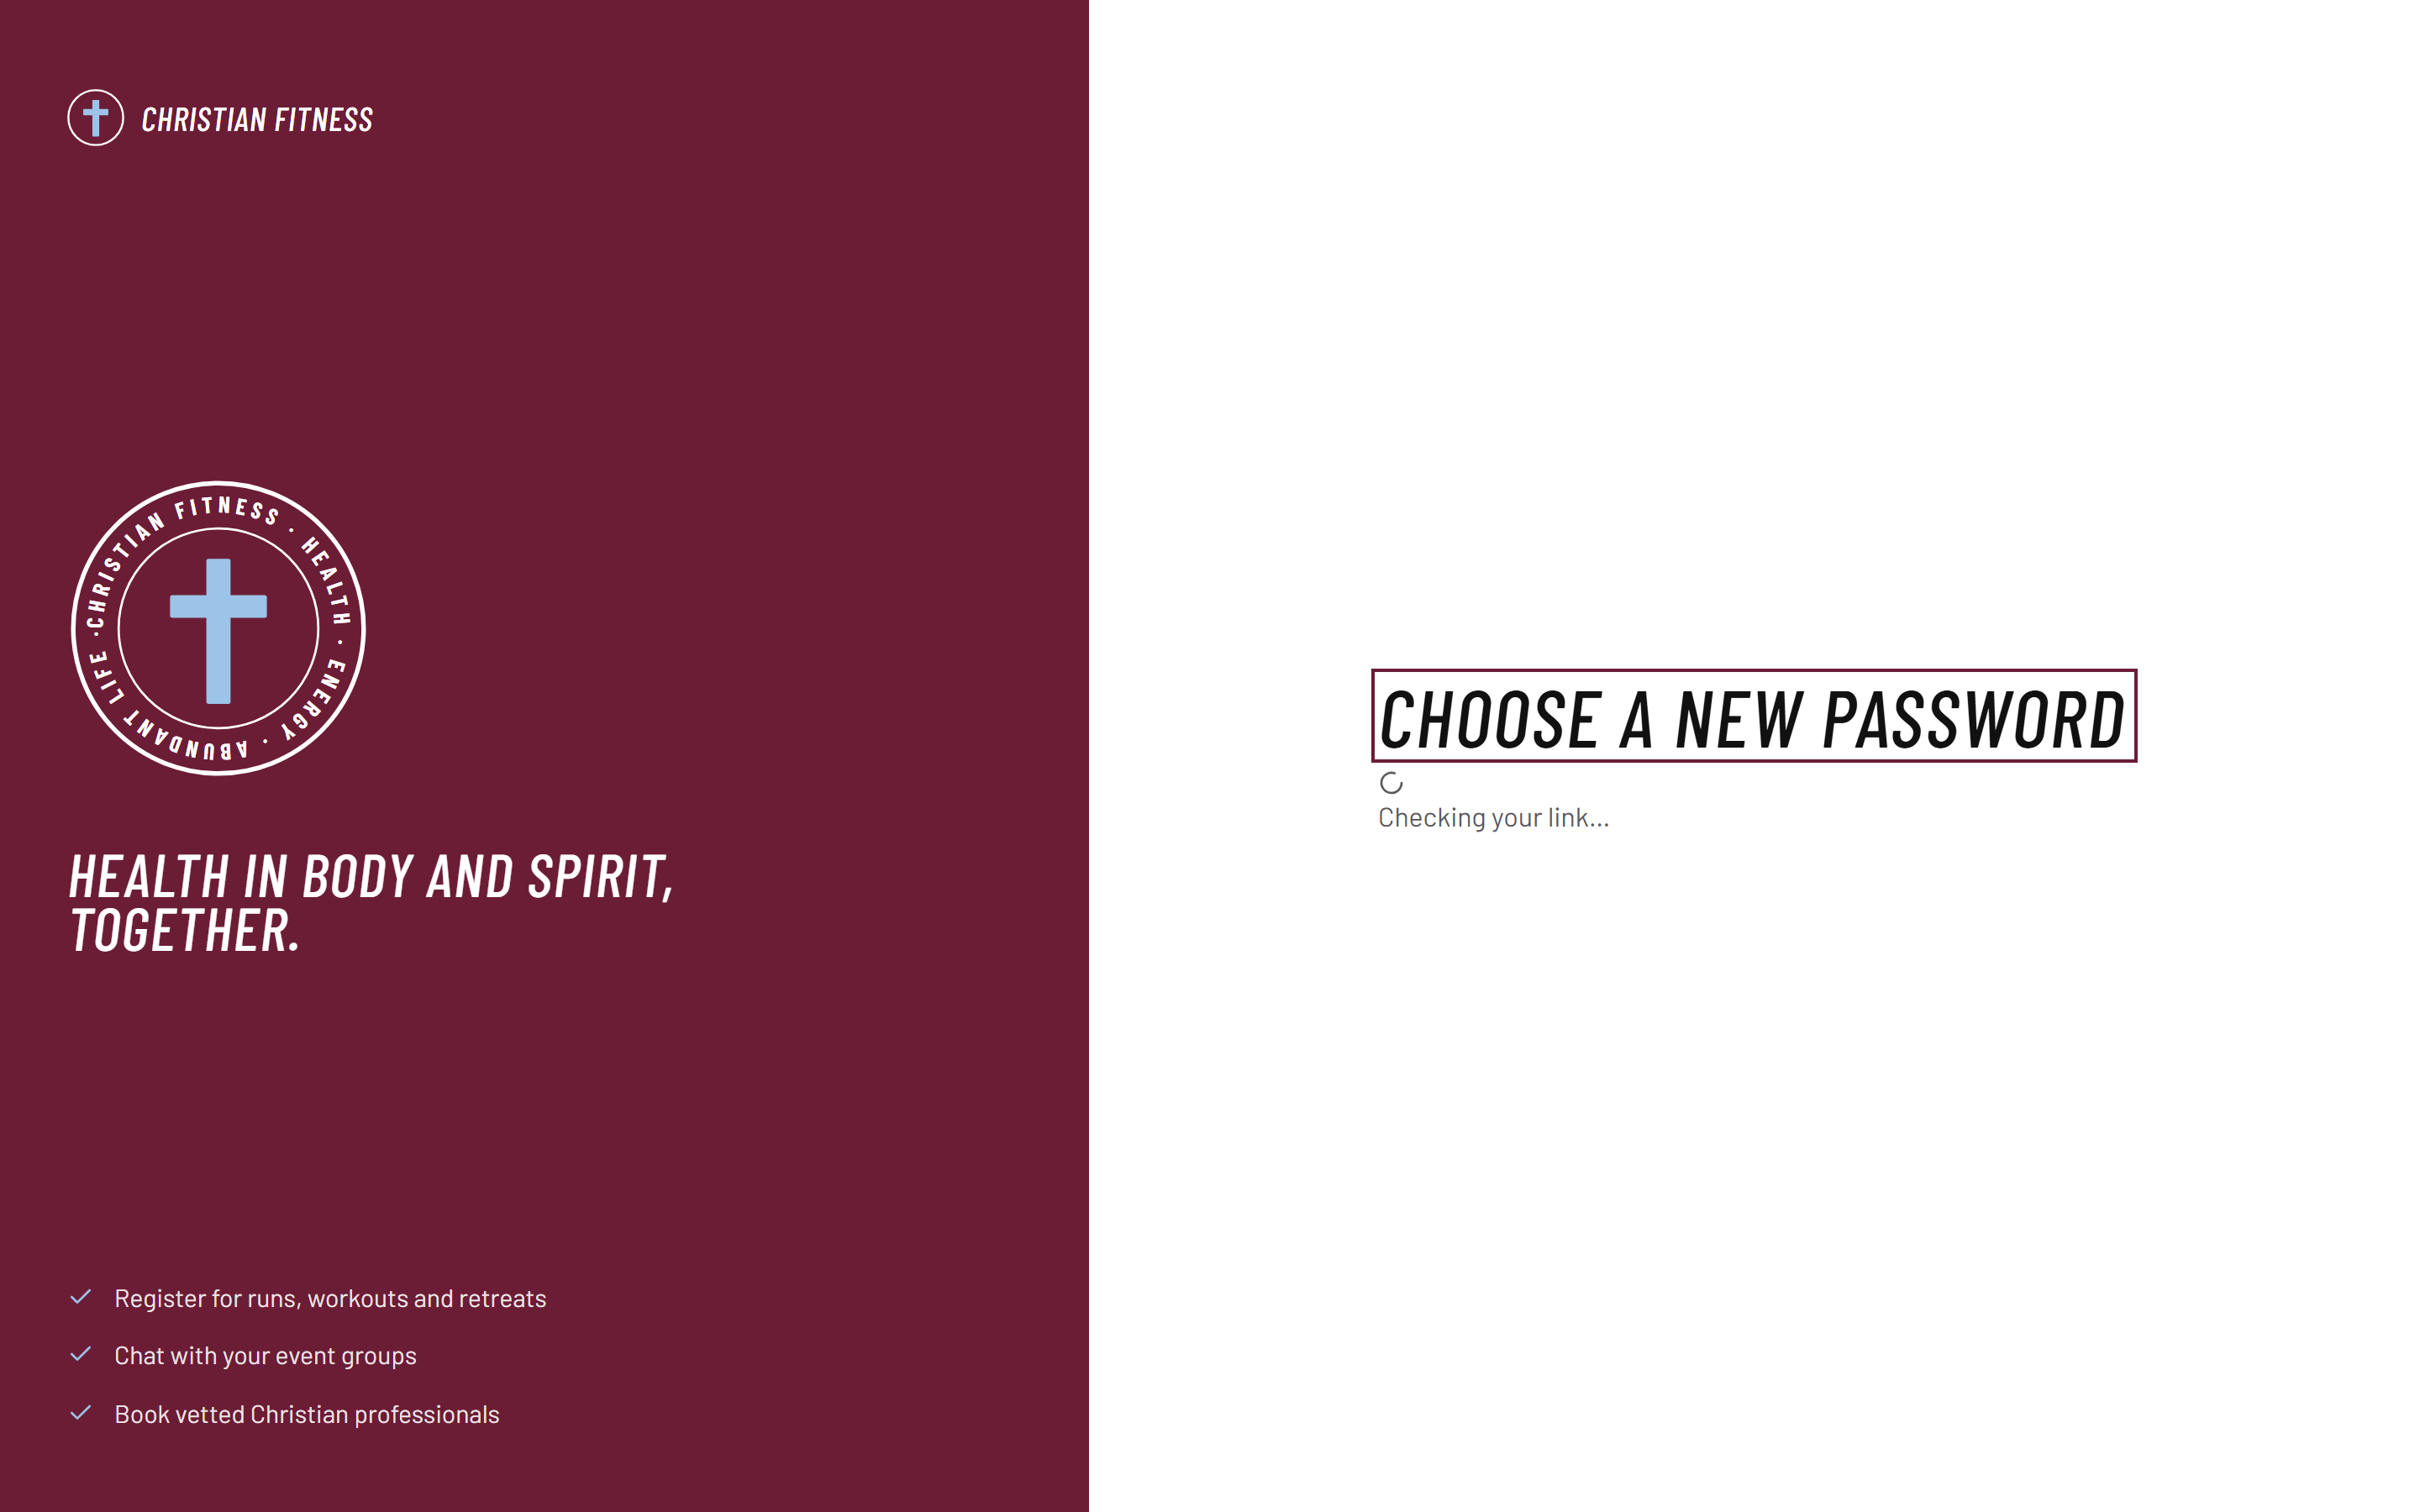 CHRISTIAN FITNESS
CHRISTIAN FITNESS · HEALTH · ENERGY · ABUNDANT LIFE ·
HEALTH IN BODY AND SPIRIT,
TOGETHER.
Register for runs, workouts and retreats
Chat with your event groups
Book vetted Christian professionals
CHOOSE A NEW PASSWORD
Checking your link...